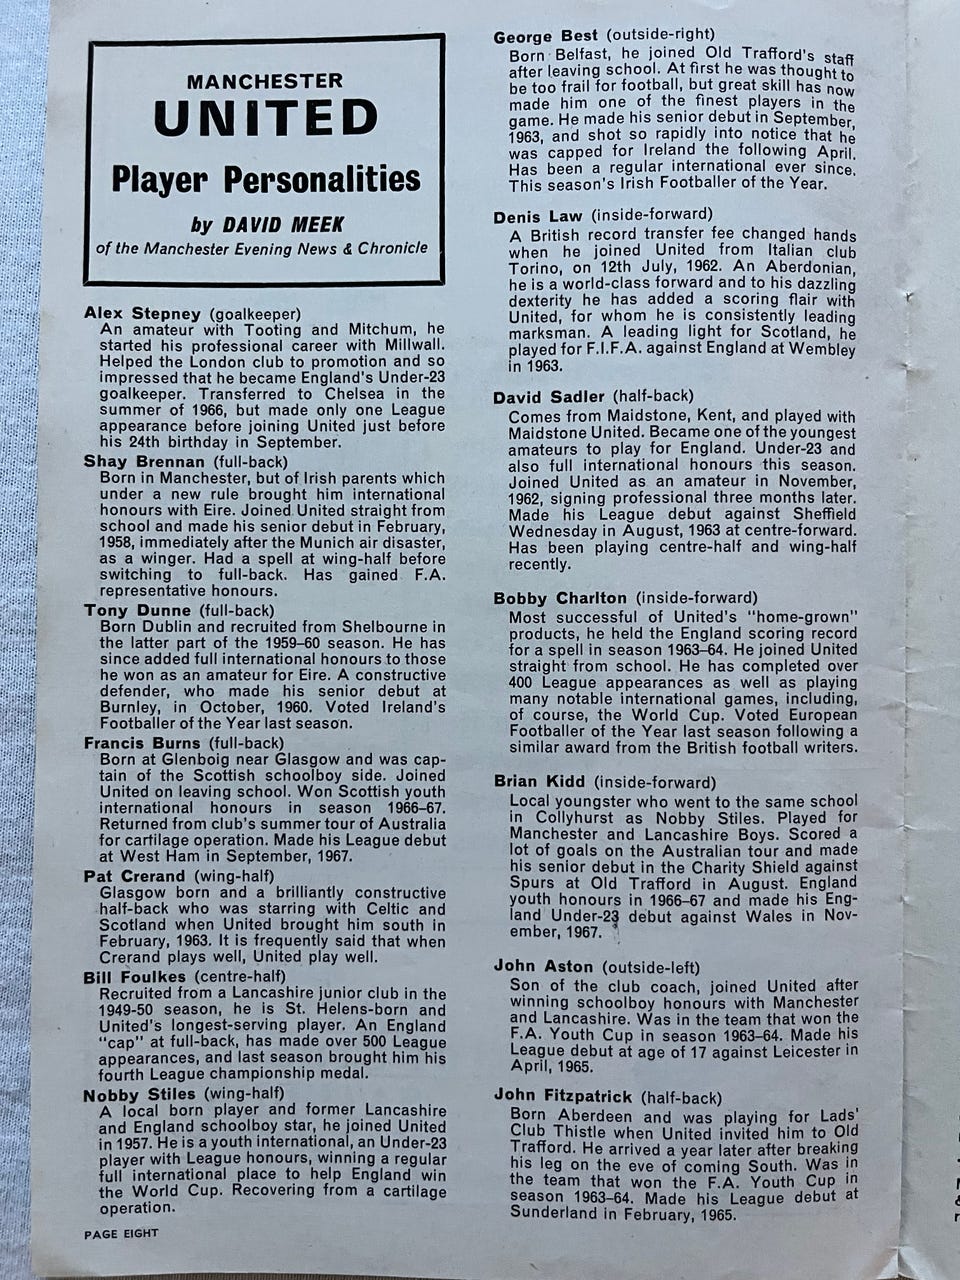 MANCHESTER
UNITED
Player Personalities
by DAVID MEEK
of the Manchester Evening News & Chronicle
Alex Stepney (goalkeeper)
An amateur with Tooting and Mitchum, he
started his professional career with Millwall.
Helped the London club to promotion and so
impressed that he became England's Under-23
goalkeeper. Transferred to Chelsea in the
summer of 1966, but made only one League
appearance before joining United just before
his 24th birthday in September.
Shay Brennan (full-back)
Born in Manchester, but of Irish parents which
under a new rule brought him international
honours with Eire. Joined United straight from
school and made his senior debut in February,
1958, immediately after the Munich air disaster,
as a winger. Had a spell at wing-half before
switching to full-back. Has gained F.A.
representative honours.
Tony Dunne (full-back)
Born Dublin and recruited from Shelbourne in
the latter part of the 1959–60 season. He has
since added full international honours to those
he won as an amateur for Eire. A constructive
defender, who made his senior debut at
Burnley, in October, 1960. Voted Ireland's
Footballer of the Year last season.
Francis Burns (full-back)
Born at Glenboig near Glasgow and was cap-
tain of the Scottish schoolboy side. Joined
United on leaving school. Won Scottish youth
international honours in season 1966–67.
Returned from club's summer tour of Australia
for cartilage operation. Made his League debut
at West Ham in September, 1967.
Pat Crerand (wing-half)
Glasgow born and a brilliantly constructive
half-back who was starring with Celtic and
Scotland when United brought him south in
February, 1963. It is frequently said that when
Crerand plays well, United play well.
Bill Foulkes (centre-half)
Recruited from a Lancashire junior club in the
1949-50 season, he is St. Helens-born and
United's longest-serving player. An England
"cap" at full-back, has made over 500 League
appearances, and last season brought him his
fourth League championship medal.
Nobby Stiles (wing-half)
A local born player and former Lancashire
and England schoolboy star, he joined United
in 1957. He is a youth international, an Under-23
player with League honours, winning a regular
full international place to help England win
the World Cup. Recovering from a cartilage
operation.
PAGE EIGHT
George Best (outside-right)
Born Belfast, he joined Old Trafford's staff
after leaving school. At first he was thought to
be too frail for football, but great skill has now
made him one of the finest players in the
game. He made his senior debut in September,
1963, and shot so rapidly into notice that he
was capped for Ireland the following April.
Has been a regular international ever since.
This season's Irish Footballer of the Year.
Denis Law (inside-forward)
A British record transfer fee changed hands
when he joined United from Italian club
Torino, on 12th July, 1962. An Aberdonian,
he is a world-class forward and to his dazzling
dexterity he has added a scoring flair with
United, for whom he is consistently leading
marksman. A leading light for Scotland, he
played for F.I.F.A. against England at Wembley
in 1963.
David Sadler (half-back)
Comes from Maidstone, Kent, and played with
Maidstone United. Became one of the youngest
amateurs to play for England. Under-23 and
also full international honours this season.
Joined United as an amateur in November,
1962, signing professional three months later.
Made his League debut against Sheffield
Wednesday in August, 1963 at centre-forward.
Has been playing centre-half and wing-half
recently.
Bobby Charlton (inside-forward)
Most successful of United's "home-grown"
products, he held the England scoring record
for a spell in season 1963–64. He joined United
straight from school. He has completed over
400 League appearances as well as playing
many notable international games, including,
of course, the World Cup. Voted European
Footballer of the Year last season following a
similar award from the British football writers.
Brian Kidd (inside-forward)
Local youngster who went to the same school
in Collyhurst as Nobby Stiles. Played for
Manchester and Lancashire Boys. Scored a
lot of goals on the Australian tour and made
his senior debut in the Charity Shield against
Spurs at Old Trafford in August. England
youth honours in 1966–67 and made his Eng-
land Under-23 debut against Wales in Nov-
ember, 1967.
John Aston (outside-left)
Son of the club coach, joined United after
winning schoolboy honours with Manchester
and Lancashire. Was in the team that won the
F.A. Youth Cup in season 1963–64. Made his
League debut at age of 17 against Leicester in
April, 1965.
John Fitzpatrick (half-back)
Born Aberdeen and was playing for Lads'
Club Thistle when United invited him to Old
Trafford. He arrived a year later after breaking
his leg on the eve of coming South. Was in
the team that won the F.A. Youth Cup in
season 1963–64. Made his League debut at
Sunderland in February, 1965.